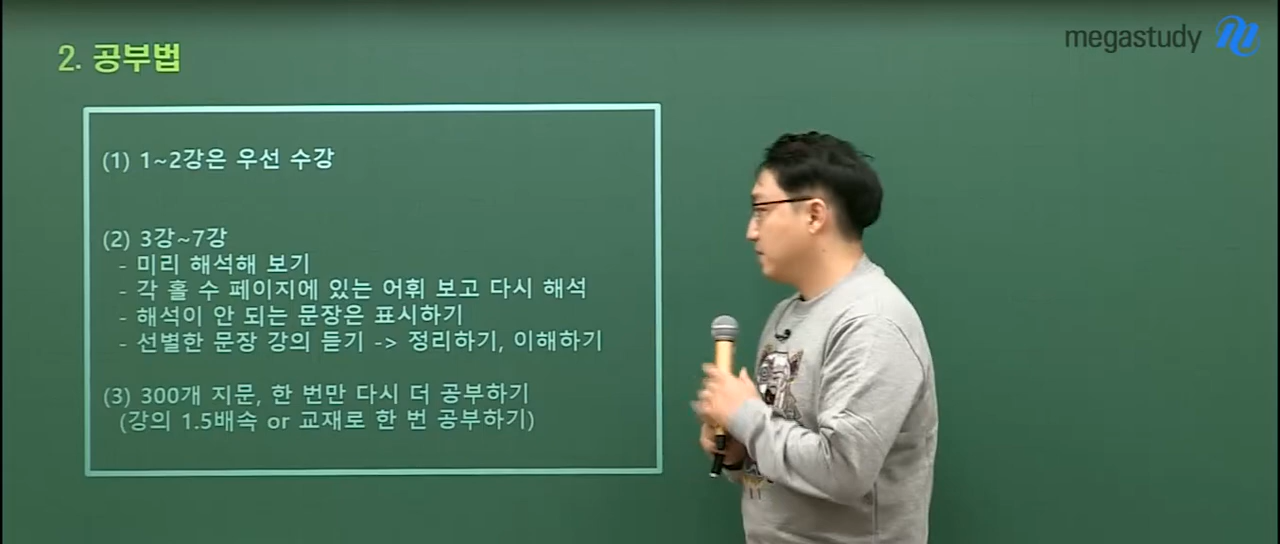 megastudy
2. 공부법
(1) 1~2강은 우선 수강
(2) 3강~7강
- 미리 해석해 보기
- 각 홀 수 페이지에 있는 어휘 보고 다시 해석
- 해석이 안 되는 문장은 표시하기
- 선별한 문장 강의 듣기 -> 정리하기, 이해하기
(3) 300개 지문, 한 번만 다시 더 공부하기
(강의 1.5배속 or 교재로 한 번 공부하기)